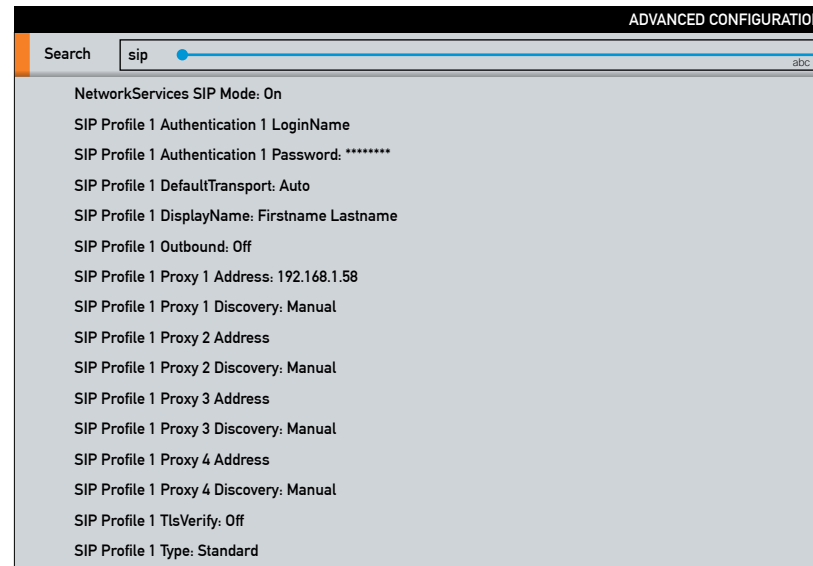 ADVANCED CONFIGURATIO
Search sip
abc
NetworkServices SIP Mode: On
SIP Profile 1 Authentication 1 LoginName
SIP Profile 1 Authentication 1 Password: ********
SIP Profile 1 DefaultTransport: Auto
SIP Profile 1 DisplayName: Firstname Lastname
SIP Profile 1 Outbound: Off
SIP Profile 1 Proxy 1 Address: 192.168.1.58
SIP Profile 1 Proxy 1 Discovery: Manual
SIP Profile 1 Proxy 2 Address
SIP Profile 1 Proxy 2 Discovery: Manual
SIP Profile 1 Proxy 3 Address
SIP Profile 1 Proxy 3 Discovery: Manual
SIP Profile 1 Proxy 4 Address
SIP Profile 1 Proxy 4 Discovery: Manual
SIP Profile 1 TlsVerify: Off
SIP Profile 1 Type: Standard